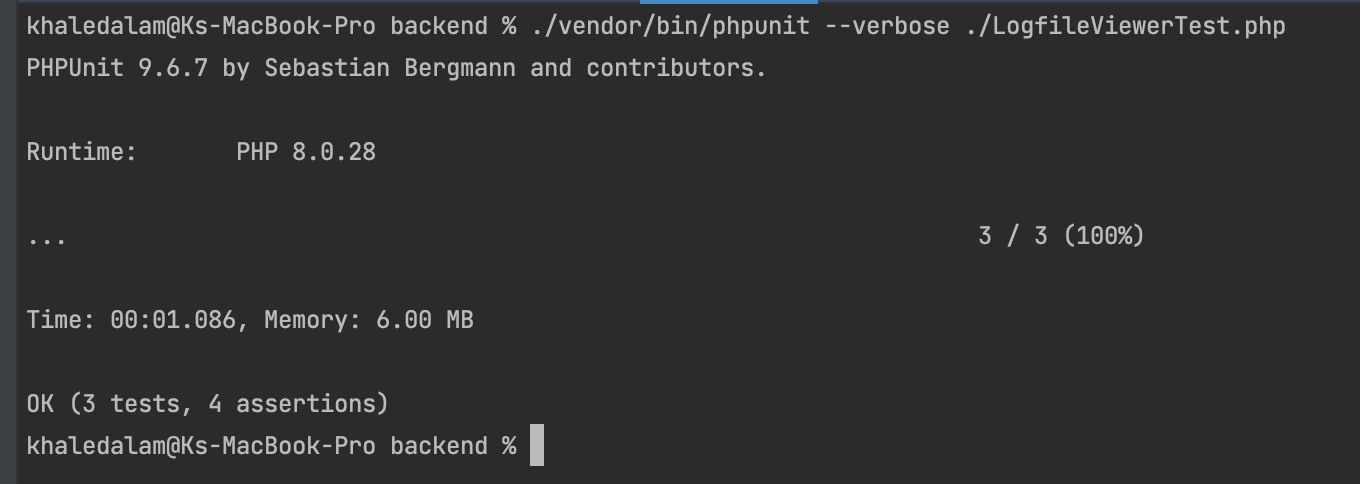 khaledalam@Ks-MacBook-Pro backend % ./vendor/bin/phpunit --verbose ./LogfileViewerTest.php
PHPUnit 9.6.7 by Sebastian Bergmann and contributors.
Runtime:       PHP 8.0.28
...                                                                 3 / 3 (100%)
Time: 00:01.086, Memory: 6.00 MB
OK (3 tests, 4 assertions)
khaledalam@Ks-MacBook-Pro backend %